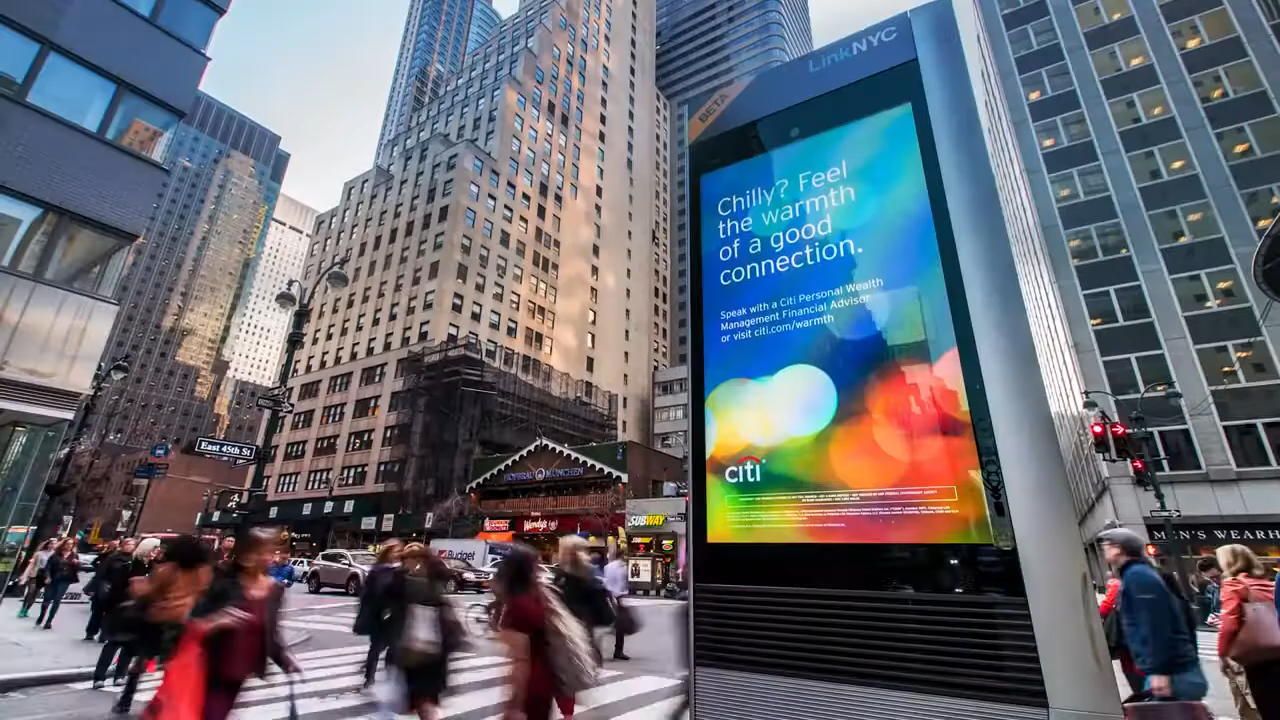 LinkNYC
BETA
Chilly? Feel
the warmth
of a good
connection.
Speak with a Citi Personal Wealth
Management Financial Advisor
or visit citi.com/warmth
citi
East 45th St
HOFBRÄU MÜNCHEN
Wendy's
SUBWAY
Budget
MEN'S WEARH